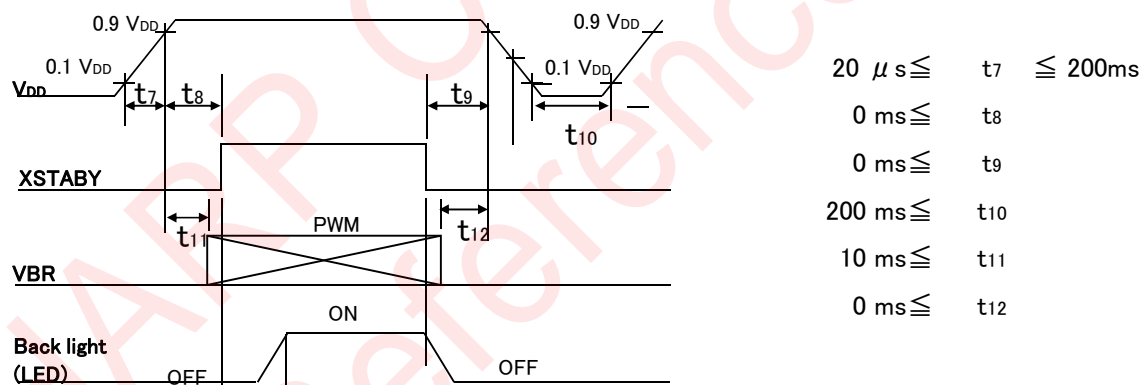 0.9 VDD
0.9 VDD
0.1 VDD
0.1 VDD
VDD
t7
t8
t9
t10
XSTABY
t11
PWM
t12
VBR
ON
Back light
(LED)
OFF
OFF
20 μs≦ t7 ≦ 200ms
0 ms≦ t8
0 ms≦ t9
200 ms≦ t10
10 ms≦ t11
0 ms≦ t12